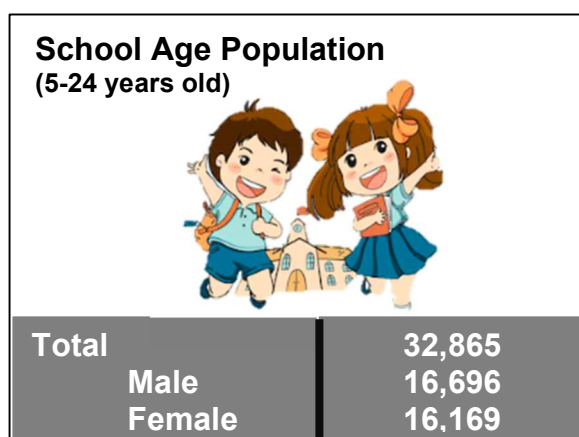 School Age Population
(5-24 years old)
Total 32,865
Male 16,696
Female 16,169